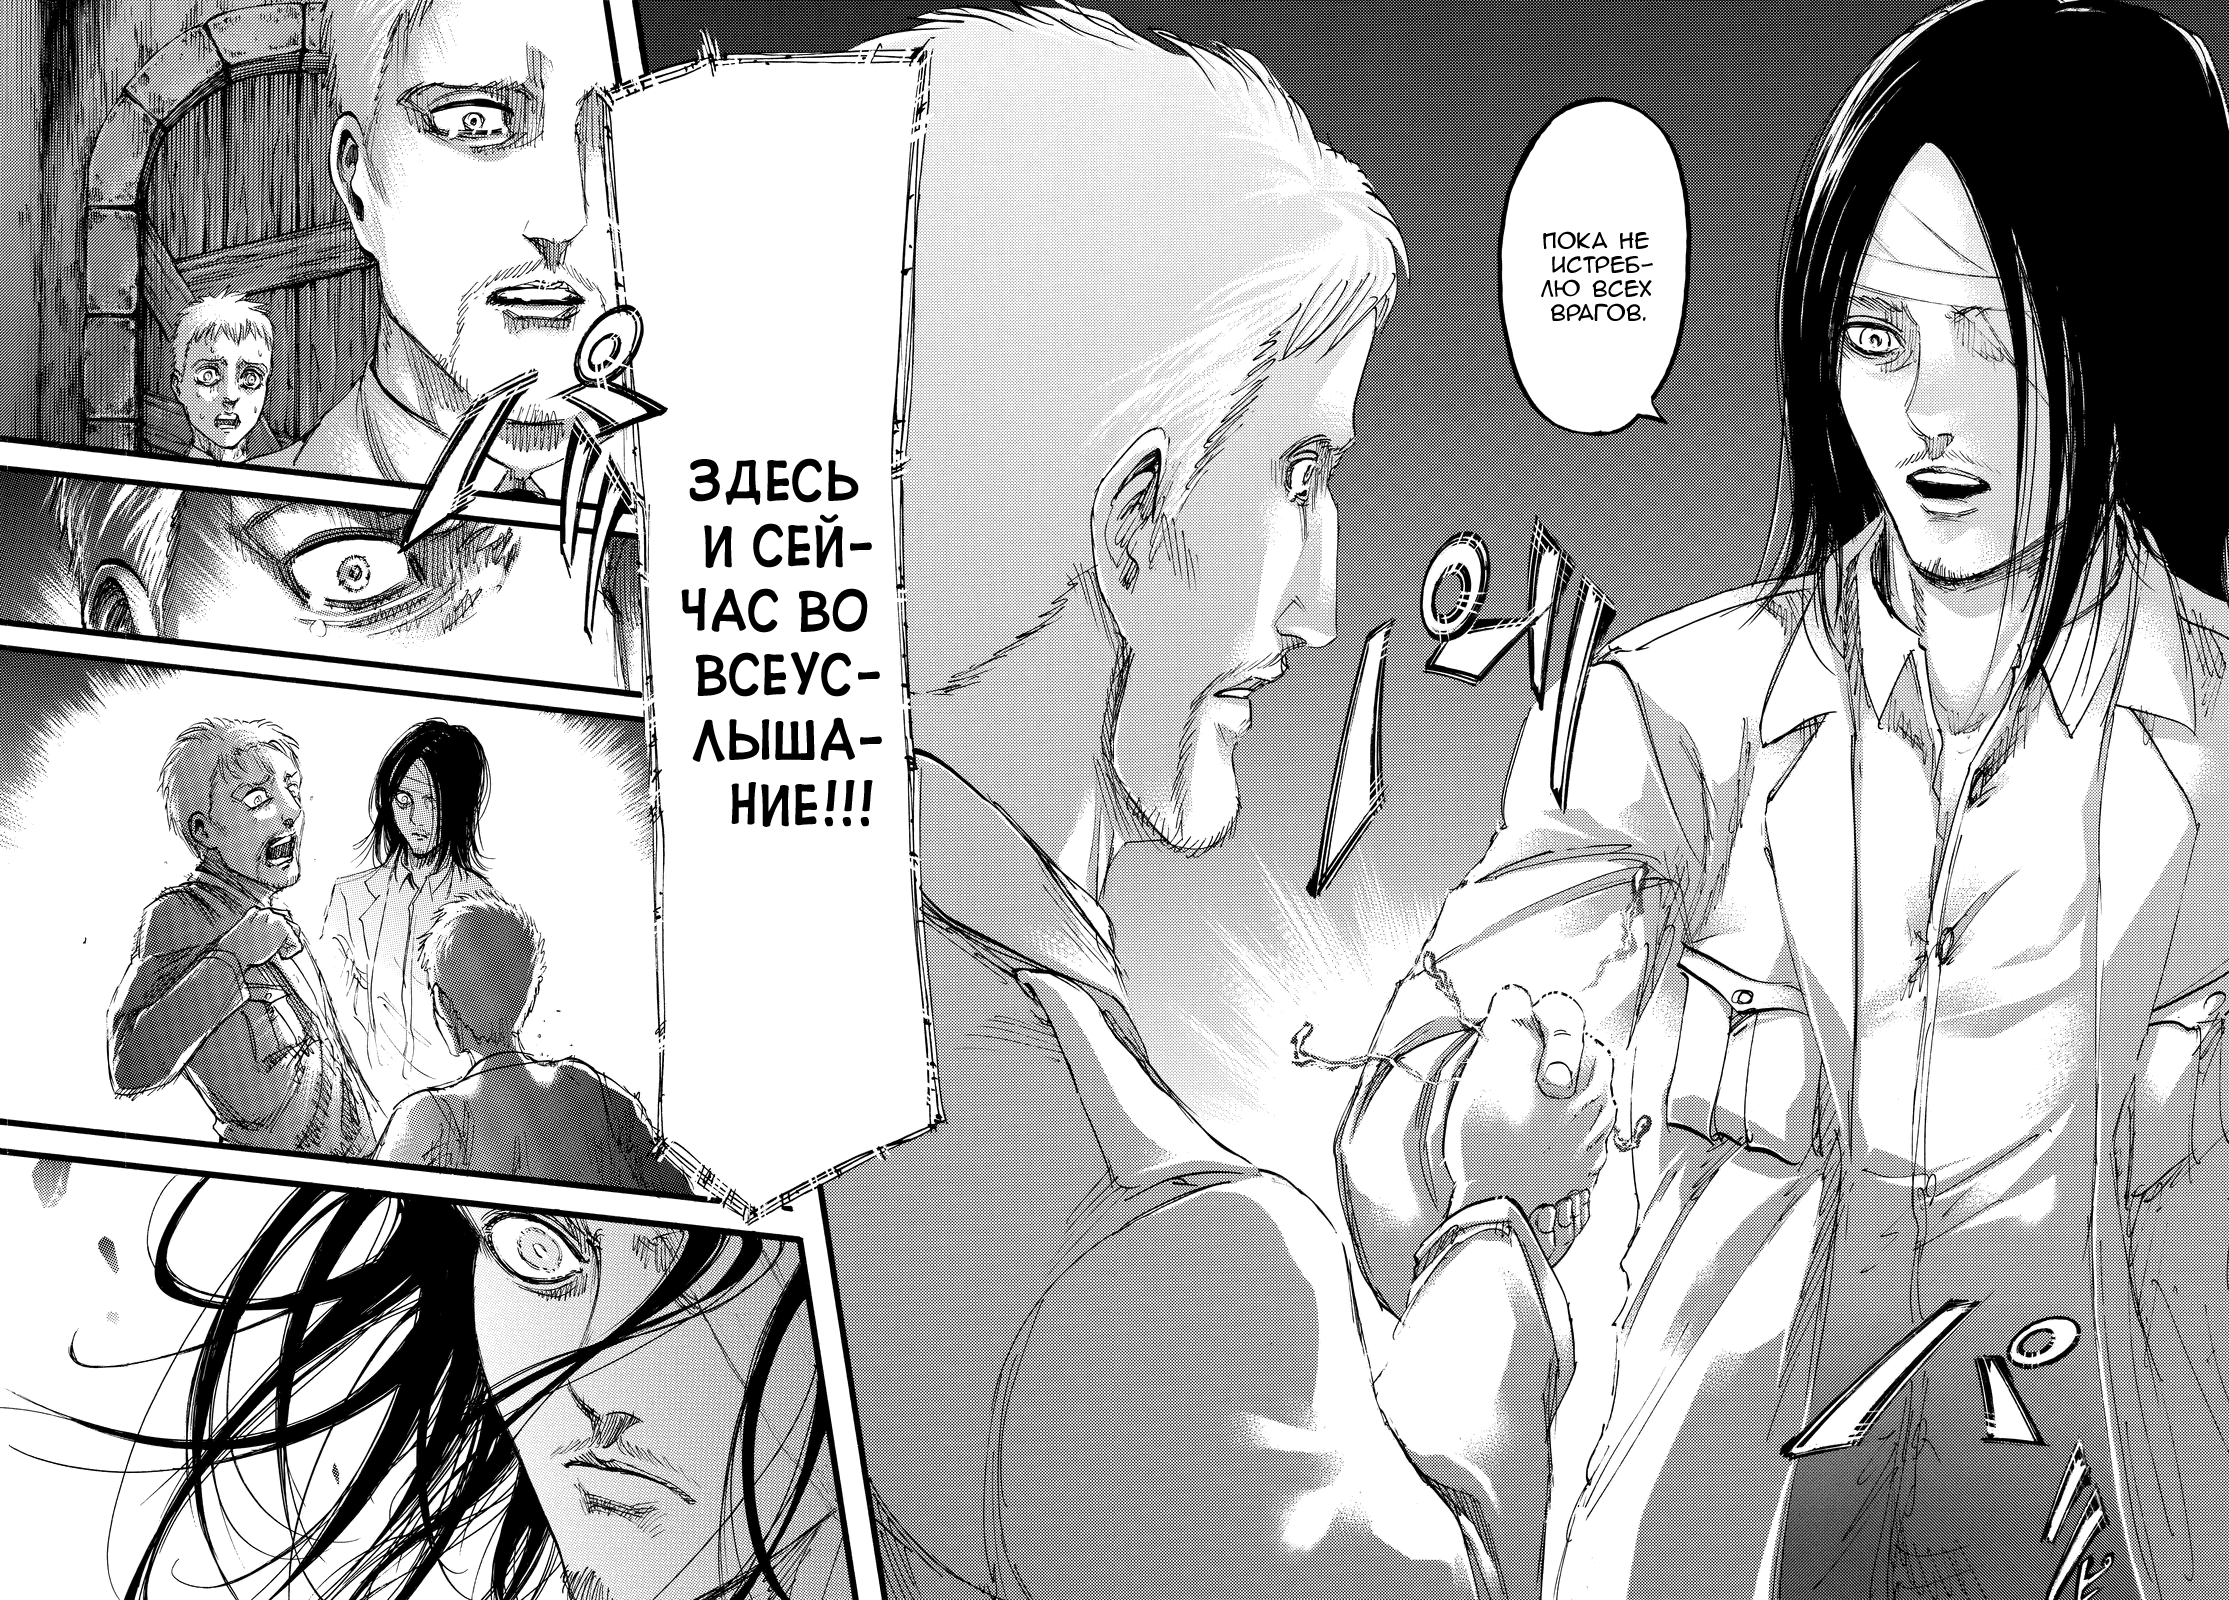 ПОКА НЕ
ИСТРЕБ-
ЛЮ ВСЕХ
ВРАГОВ.
ЗДЕСЬ
И СЕЙ-
ЧАС ВО
ВСЕУС-
ЛЫША-
НИЕ!!!